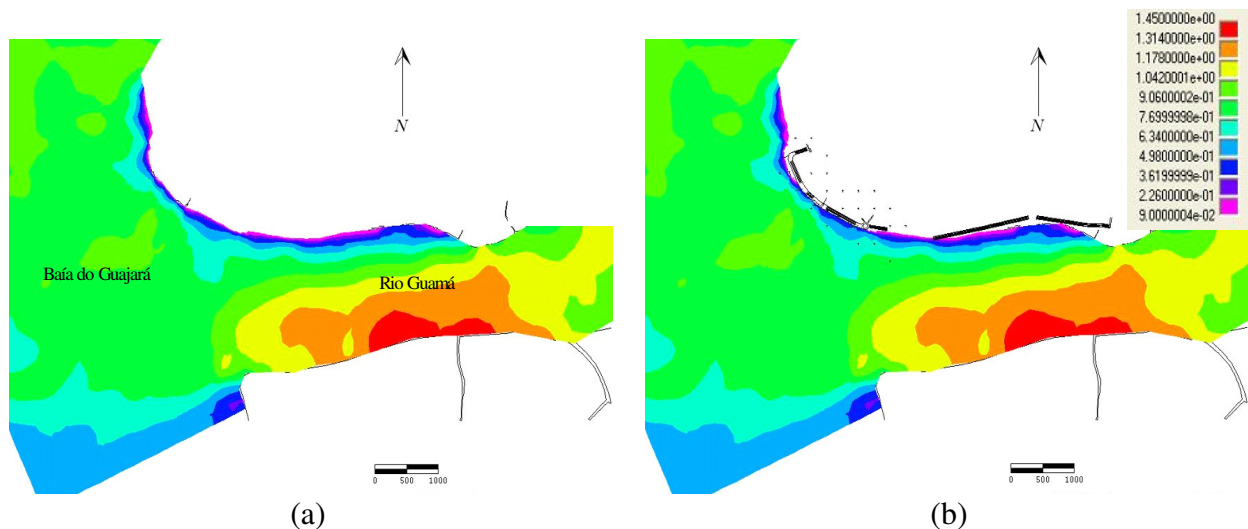 N
Baía do Guajará
Rio Guamá
0 500 1000
(a)
N
1.4500000e+00
1.3140000e+00
1.1780000e+00
1.0420001e+00
9.0600002e-01
7.6999998e-01
6.3400000e-01
4.9800000e-01
3.6199999e-01
2.2600000e-01
9.0000004e-02
0 500 1000
(b)